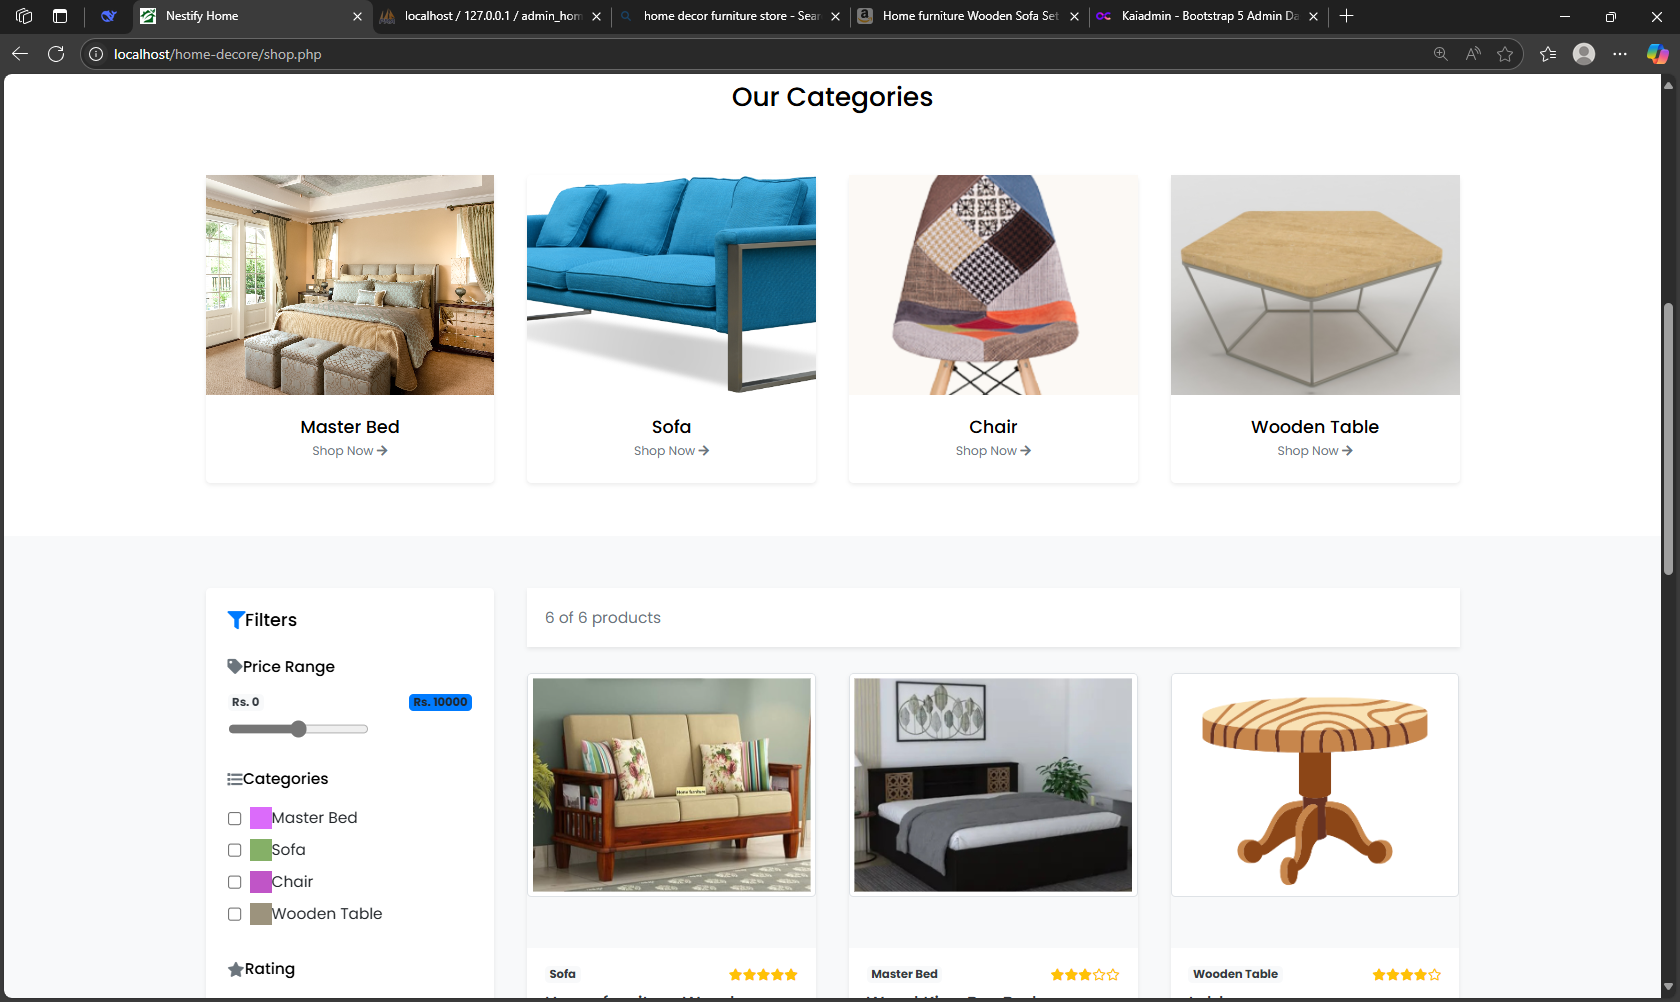 Nestify Home
localhost / 127.0.0.1 / admin_hom
home decor furniture store - Sear
Home furniture Wooden Sofa Set
Kaiadmin - Bootstrap 5 Admin Da
localhost/home-decore/shop.php
Our Categories
Master Bed
Shop Now
Sofa
Shop Now
Chair
Shop Now
Wooden Table
Shop Now
Filters
Price Range
Rs. 0
Rs. 10000
Categories
Master Bed
Sofa
Chair
Wooden Table
Rating
6 of 6 products
Home furniture
Sofa
Master Bed
Wooden Table